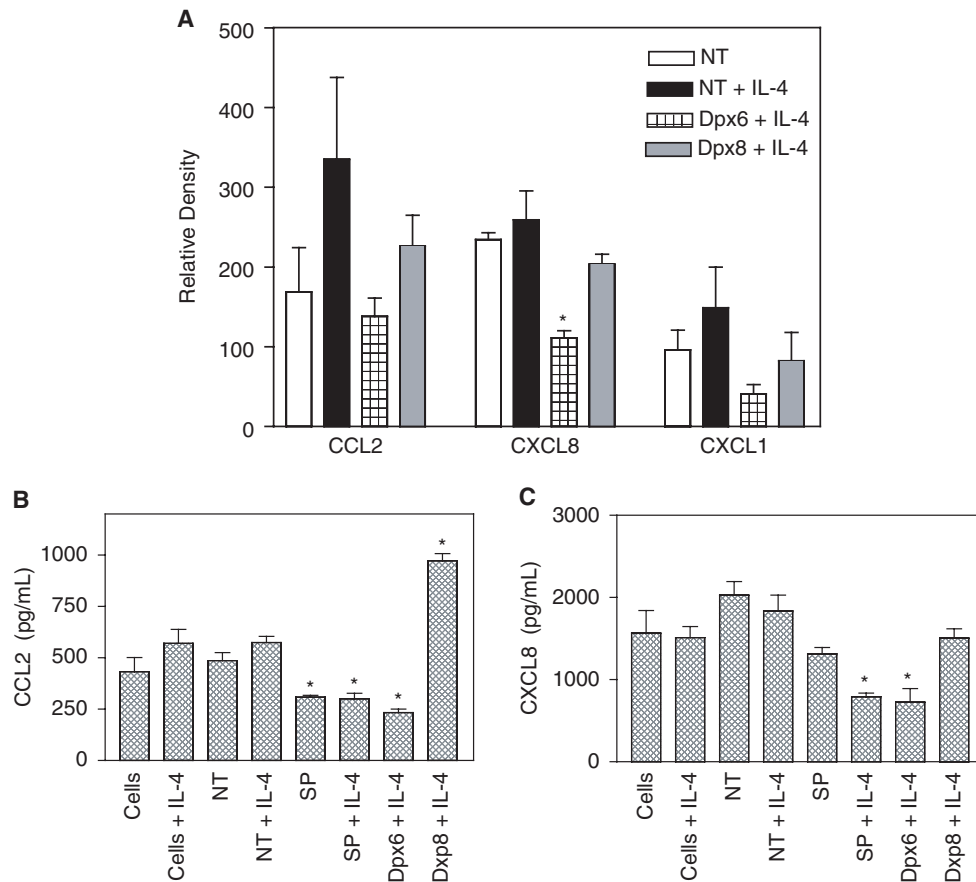 A
500
400
300
200
100
0
Relative Density
NT
NT + IL-4
Dpx6 + IL-4
Dpx8 + IL-4
*
CCL2
CXCL8
CXCL1
B
1000
750
500
250
0
CCL2 (pg/mL)
*
*
*
*
Cells
Cells + IL-4
NT
NT + IL-4
SP
SP + IL-4
Dpx6 + IL-4
Dxp8 + IL-4
C
3000
2000
1000
0
CXCL8 (pg/mL)
*
*
Cells
Cells + IL-4
NT
NT + IL-4
SP
SP + IL-4
Dpx6 + IL-4
Dxp8 + IL-4